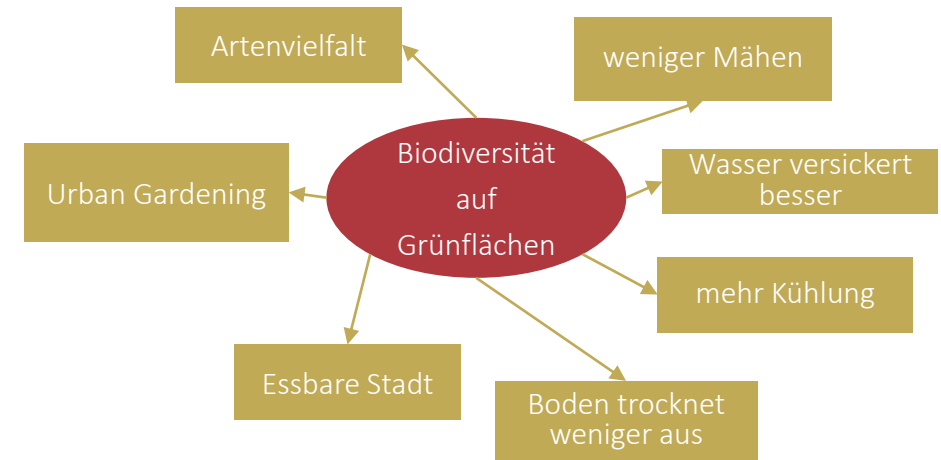 Artenvielfalt
weniger Mähen
Biodiversität
auf
Grünflächen
Urban Gardening
Wasser versickert
besser
mehr Kühlung
Essbare Stadt
Boden trocknet
weniger aus